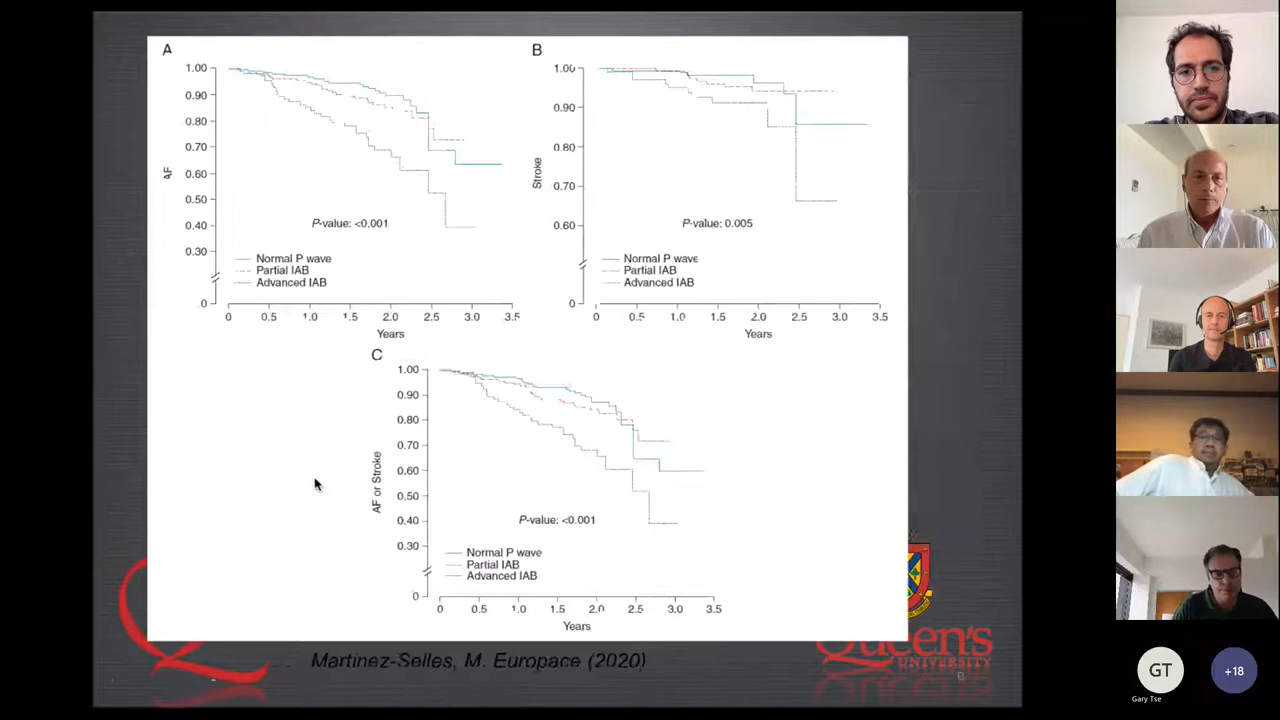 A
1.00
0.90
0.80
0.70
0.60
0.50
0.40
0.30
0
AF
P-value: <0.001
Normal P wave
Partial IAB
Advanced IAB
0 0.5 1.0 1.5 2.0 2.5 3.0 3.5
Years
B
1.00
0.90
0.80
0.70
0.60
0
Stroke
P-value: 0.005
Normal P wave
Partial IAB
Advanced IAB
0 0.5 1.0 1.5 2.0 2.5 3.0 3.5
Years
C
1.00
0.90
0.80
0.70
0.60
0.50
0.40
0.30
0
AF or Stroke
P-value: <0.001
Normal P wave
Partial IAB
Advanced IAB
0 0.5 1.0 1.5 2.0 2.5 3.0 3.5
Years
Martinez-Selles, M. Europace (2020)
Queen's
UNIVERSITY
GT
+18
Gary Tse